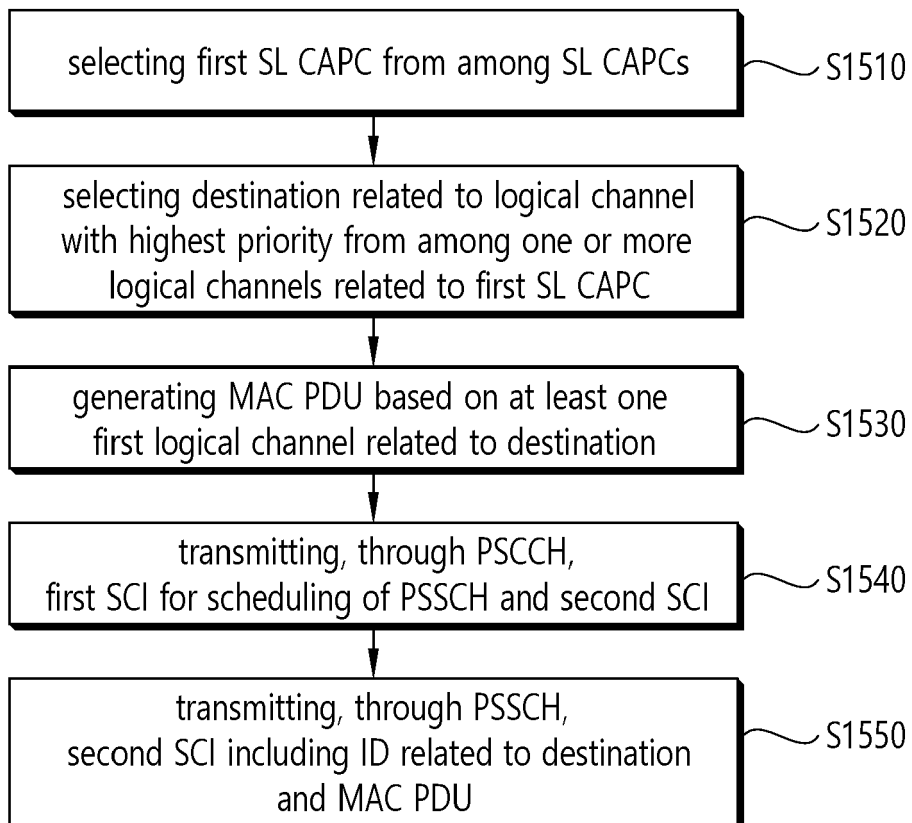 selecting first SL CAPC from among SL CAPCs
S1510
selecting destination related to logical channel
with highest priority from among one or more
logical channels related to first SL CAPC
S1520
generating MAC PDU based on at least one
first logical channel related to destination
S1530
transmitting, through PSCCH,
first SCI for scheduling of PSSCH and second SCI
S1540
transmitting, through PSSCH,
second SCI including ID related to destination
and MAC PDU
S1550